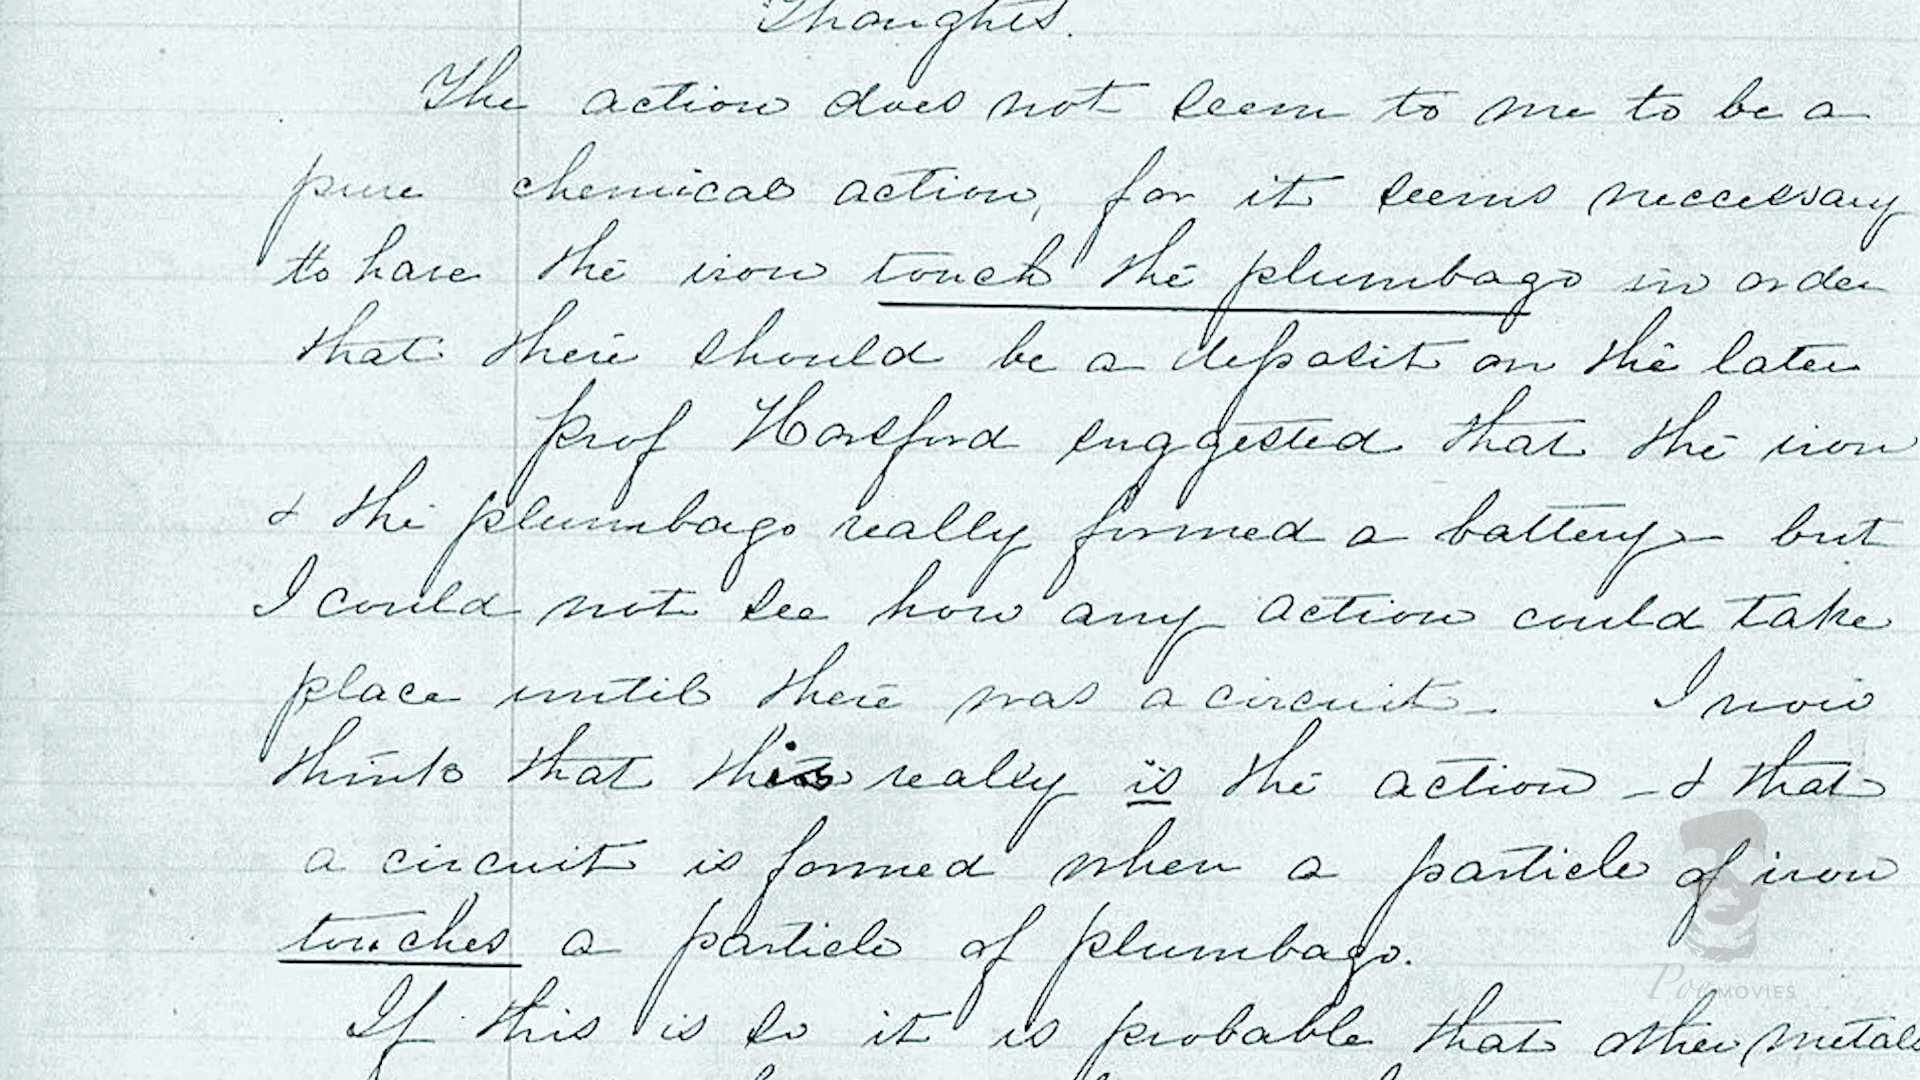 Thoughts.
The action does not seem to me to be a
pure chemical action, for it seems neccessary
to have the iron touch the plumbago in order
that there should be a deposit on the later
Prof Horsford suggested that the iron
& the plumbago really formed a battery - but
I could not see how any action could take
place until there was a circuit. I now
think that this really is the action - & that
a circuit is formed when a particle of iron
touches a particle of plumbago.
If this is so it is probable that other metals
Poe MOVIES